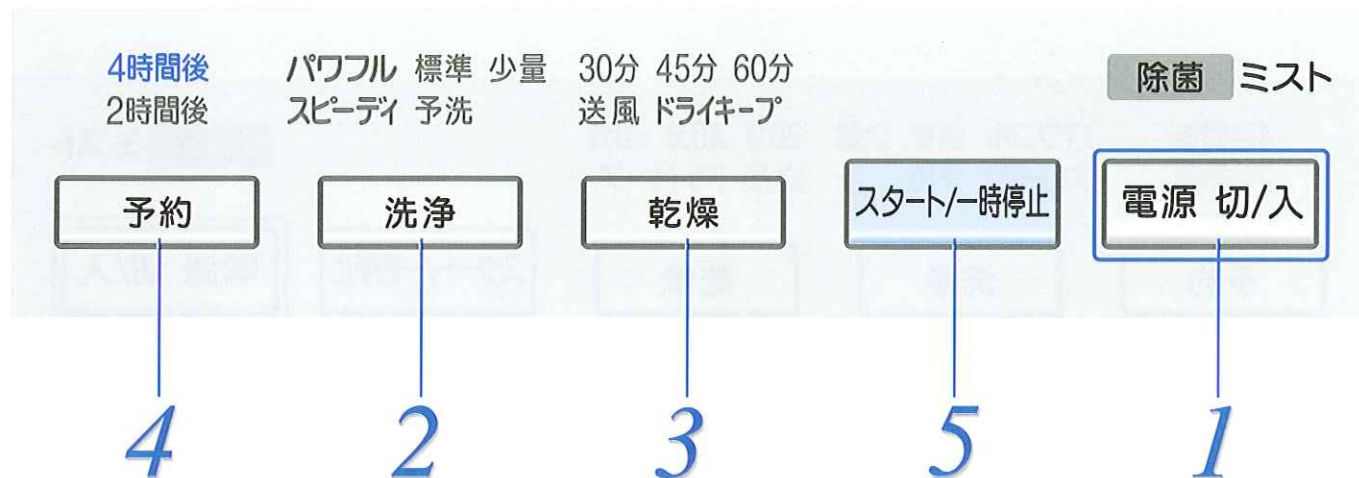 4時間後 パワフル 標準 少量 30分 45分 60分 除菌 ミスト
2時間後 スピーディ 予洗 送風 ドライキープ
予約 洗浄 乾燥 スタート/一時停止 電源 切/入
4 2 3 5 1